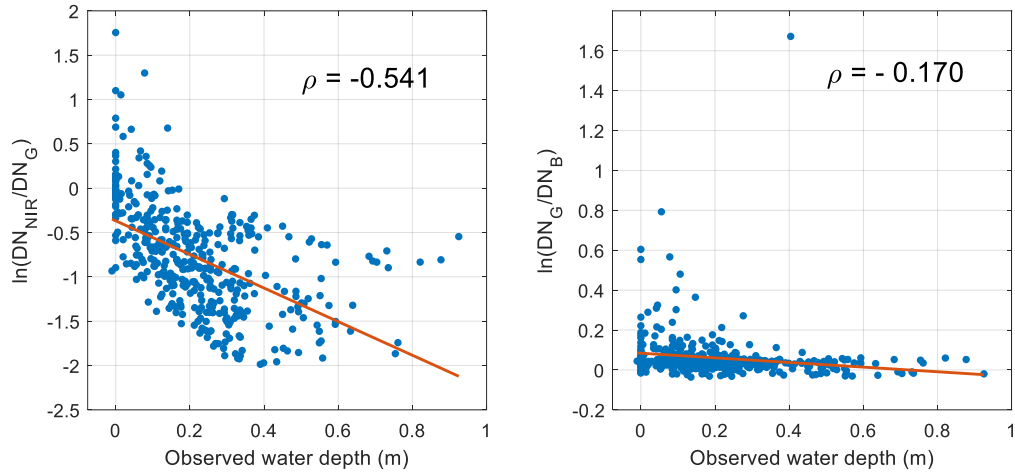 2
1.5
1
0.5
0
-0.5
-1
-1.5
-2
-2.5
ρ = -0.541
ln(DN_NIR/DN_G)
0 0.2 0.4 0.6 0.8 1
Observed water depth (m)
1.6
1.4
1.2
1
0.8
0.6
0.4
0.2
0
-0.2
ρ = - 0.170
ln(DN_G/DN_B)
0 0.2 0.4 0.6 0.8 1
Observed water depth (m)